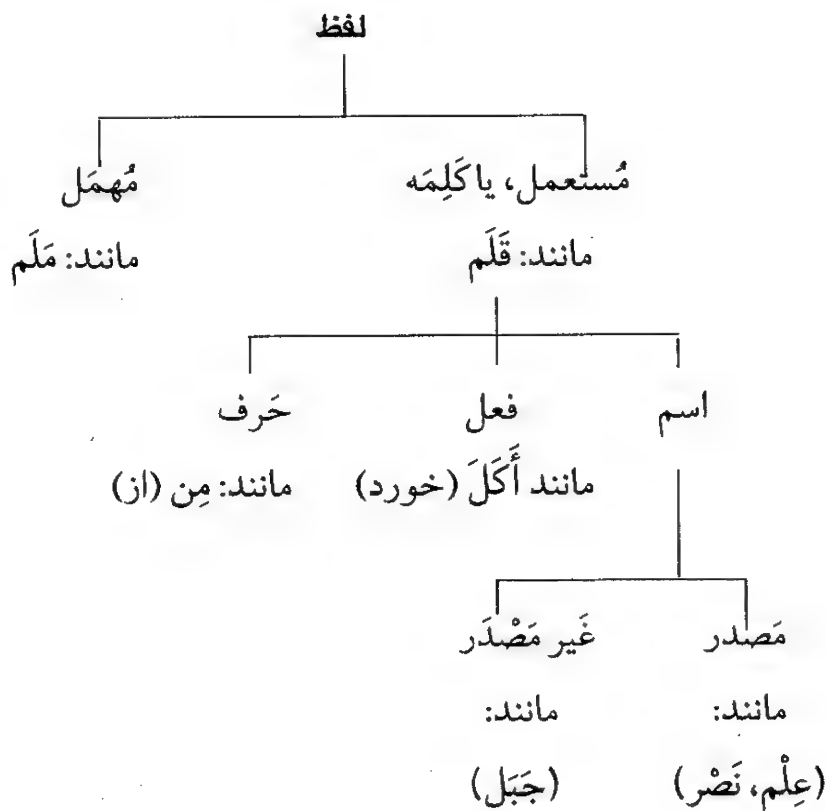 لفظ
مُستعمل، یا كَلِمَه مُهمَل
مانند: قَلَم مانند: مَلَم
اسم فعل حَرف
مانند أَكَلَ (خورد) مانند: مِن (از)
مَصدر غَیر مَصْدَر
مانند: مانند:
(عِلْم، نَصْر) (جَبَل)